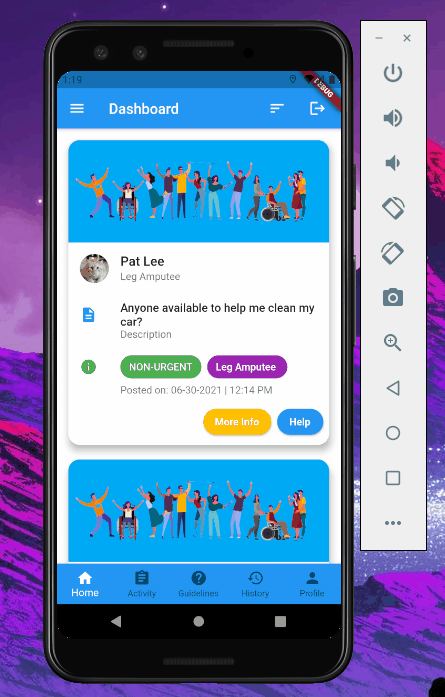 1:19
DEBUG
Dashboard
Pat Lee
Leg Amputee
Anyone available to help me clean my
car?
Description
NON-URGENT
Leg Amputee
Posted on: 06-30-2021 | 12:14 PM
More Info
Help
Home
Activity
Guidelines
History
Profile